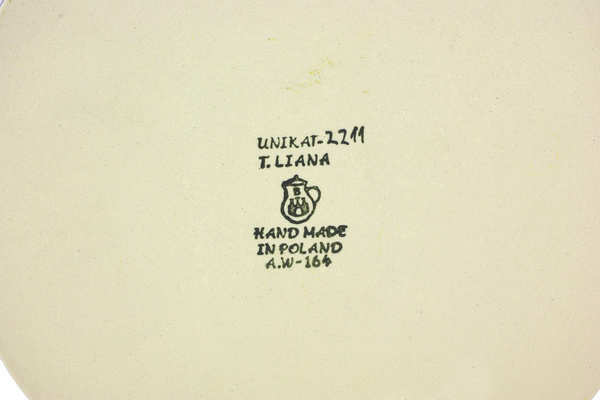 UNIKAT-2211
T. LIANA
B
HAND MADE
IN POLAND
A.W-164